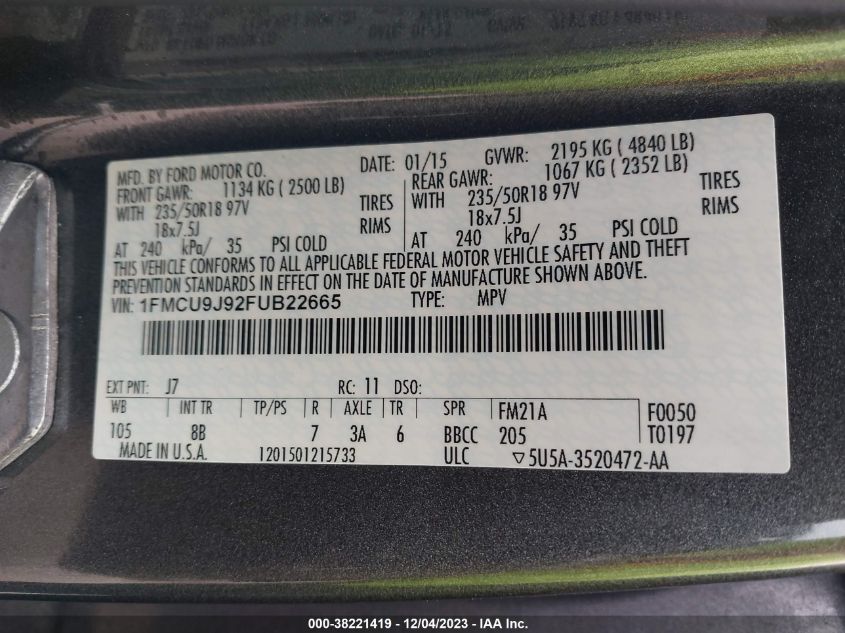 MFD. BY FORD MOTOR CO.
DATE: 01/15 GVWR: 2195 KG ( 4840 LB)
FRONT GAWR: 1134 KG ( 2500 LB) REAR GAWR: 1067 KG ( 2352 LB)
WITH 235/50R18 97V TIRES WITH 235/50R18 97V TIRES
18x7.5J RIMS 18x7.5J RIMS
AT 240 kPa/ 35 PSI COLD AT 240 kPa/ 35 PSI COLD
THIS VEHICLE CONFORMS TO ALL APPLICABLE FEDERAL MOTOR VEHICLE SAFETY AND THEFT
PREVENTION STANDARDS IN EFFECT ON THE DATE OF MANUFACTURE SHOWN ABOVE.
VIN: 1FMCU9J92FUB22665 TYPE: MPV
EXT PNT: J7 RC: 11 DSO:
WB INT TR TP/PS R AXLE TR SPR FM21A F0050
105 8B 7 3A 6 BBCC 205 T0197
MADE IN U.S.A. 1201501215733 ULC ▽5U5A-3520472-AA
000-38221419 - 12/04/2023 - IAA Inc.